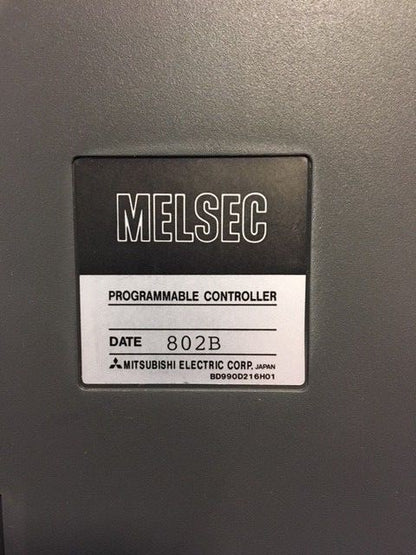 MELSEC
PROGRAMMABLE CONTROLLER
DATE 802B
MITSUBISHI ELECTRIC CORP. JAPAN
BD990D216H01